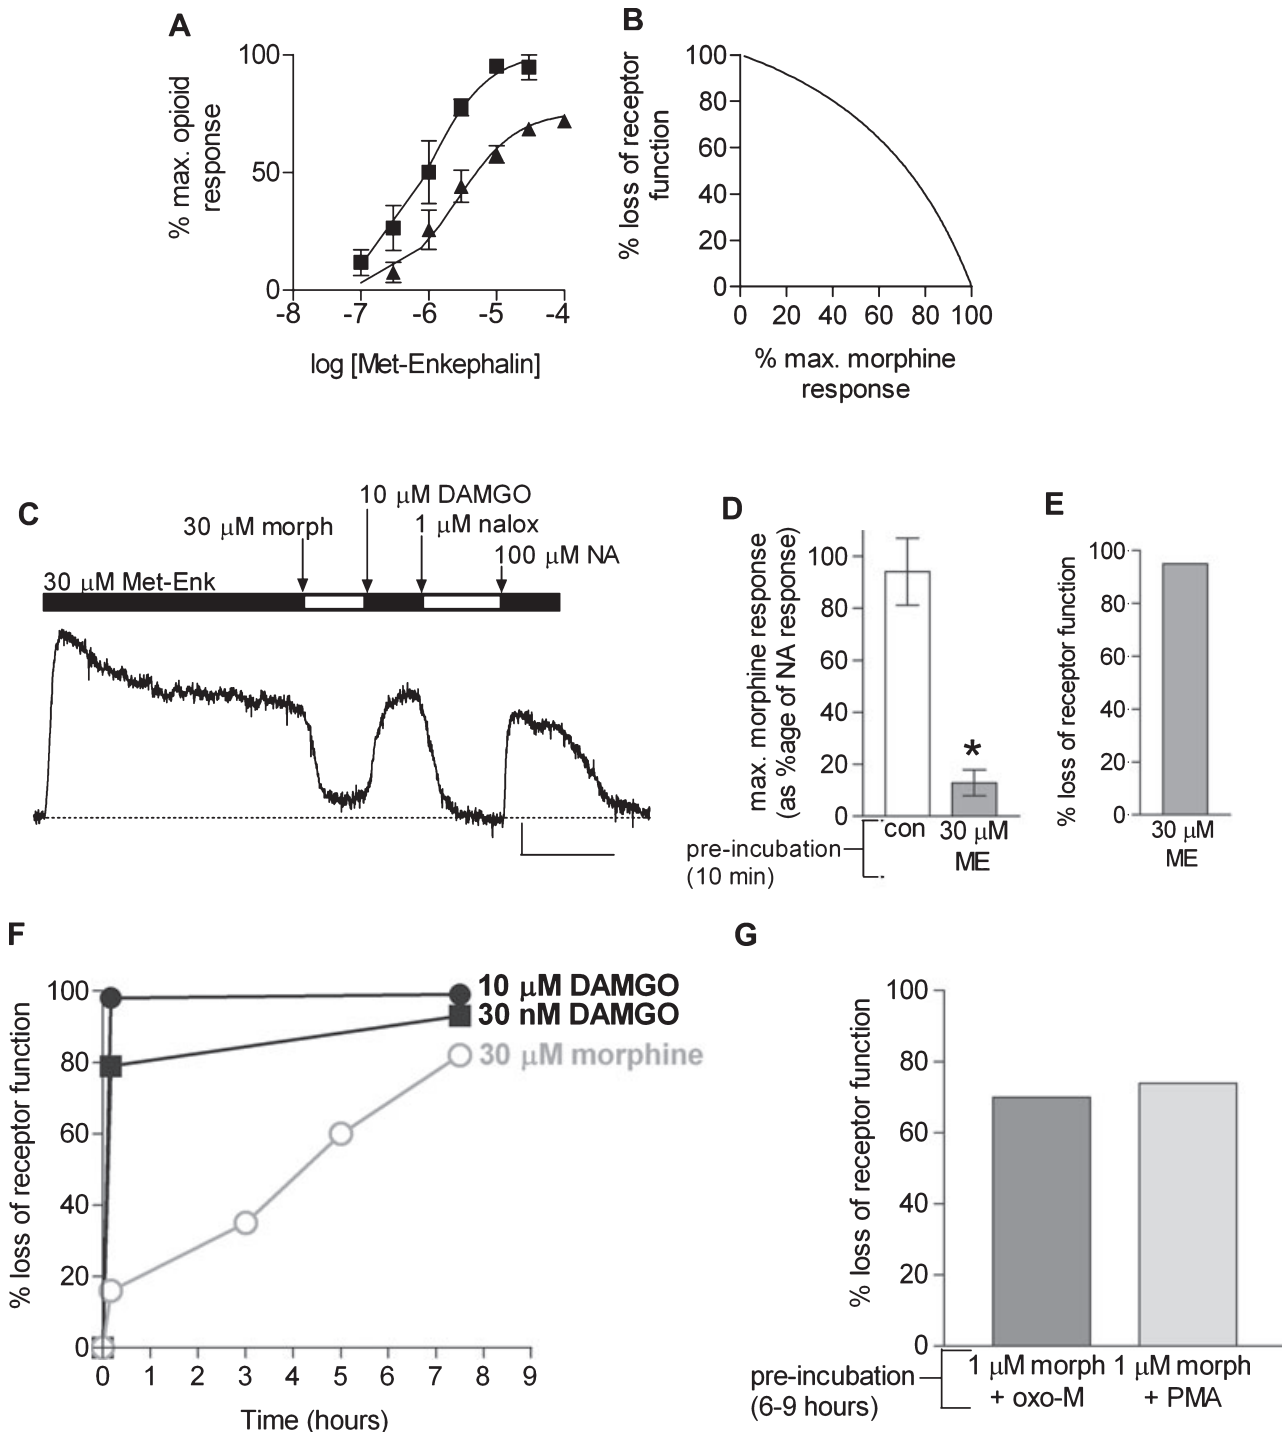 A
% max. opioid
response
100
50
0
-8 -7 -6 -5 -4
log [Met-Enkephalin]
B
% loss of receptor
function
100
80
60
40
20
0
0 20 40 60 80 100
% max. morphine
response
C
10 µM DAMGO
30 µM morph
1 µM nalox
100 µM NA
30 µM Met-Enk
D
max. morphine response
(as %age of NA response)
100
80
60
40
20
0
*
con 30 µM
ME
pre-incubation
(10 min)
E
% loss of receptor function
100
80
60
40
20
0
30 µM
ME
F
% loss of receptor function
100
80
60
40
20
0
10 µM DAMGO
30 nM DAMGO
30 µM morphine
0 1 2 3 4 5 6 7 8 9
Time (hours)
G
% loss of receptor function
100
80
60
40
20
0
pre-incubation
(6-9 hours)
1 µM morph
+ oxo-M
1 µM morph
+ PMA